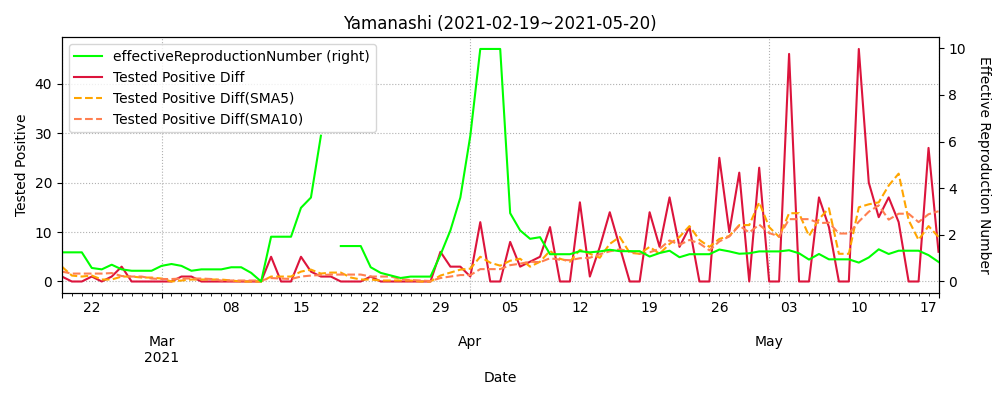 Yamanashi (2021-02-19~2021-05-20)
effectiveReproductionNumber (right)
Tested Positive Diff
Tested Positive Diff(SMA5)
Tested Positive Diff(SMA10)
Tested Positive
40
30
20
10
0
Effective Reproduction Number
10
8
6
4
2
0
22 08 15 22 29 05 12 19 26 03 10 17
Mar Apr May
2021
Date